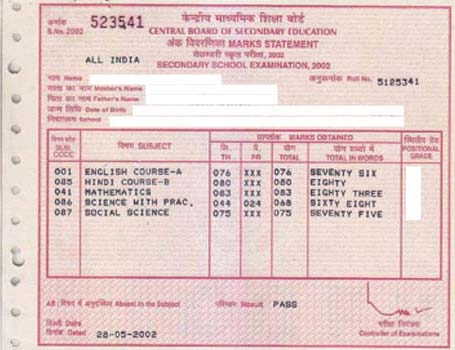 क्रमांक 523541 केन्द्रीय माध्यमिक शिक्षा बोर्ड
S.No. 2002 CENTRAL BOARD OF SECONDARY EDUCATION
अंक विवरणिका MARKS STATEMENT
सेकेण्डरी स्कूल परीक्षा, 2002
ALL INDIA SECONDARY SCHOOL EXAMINATION, 2002
नाम Name अनुक्रमांक Roll No. 5125341
माता का नाम Mother's Name
पिता का नाम Father's Name
जन्म तिथि Date of Birth
विद्यालय School
विषय कोड SUB. CODE विषय SUBJECT प्राप्तांक MARKS OBTAINED स्थितीय ग्रेड POSITIONAL GRADE
TH PR योग TOTAL योग शब्दों में TOTAL IN WORDS
001 ENGLISH COURSE-A 076 XXX 076 SEVENTY SIX
085 HINDI COURSE-B 080 XXX 080 EIGHTY
041 MATHEMATICS 083 XXX 083 EIGHTY THREE
086 SCIENCE WITH PRAC. 044 024 068 SIXTY EIGHT
087 SOCIAL SCIENCE 075 XXX 075 SEVENTY FIVE
AB : विषय में अनुपस्थित Absent in the Subject परिणाम Result PASS
दिल्ली Delhi परीक्षा नियंत्रक
दिनांक Dated 28-05-2002 Controller of Examinations